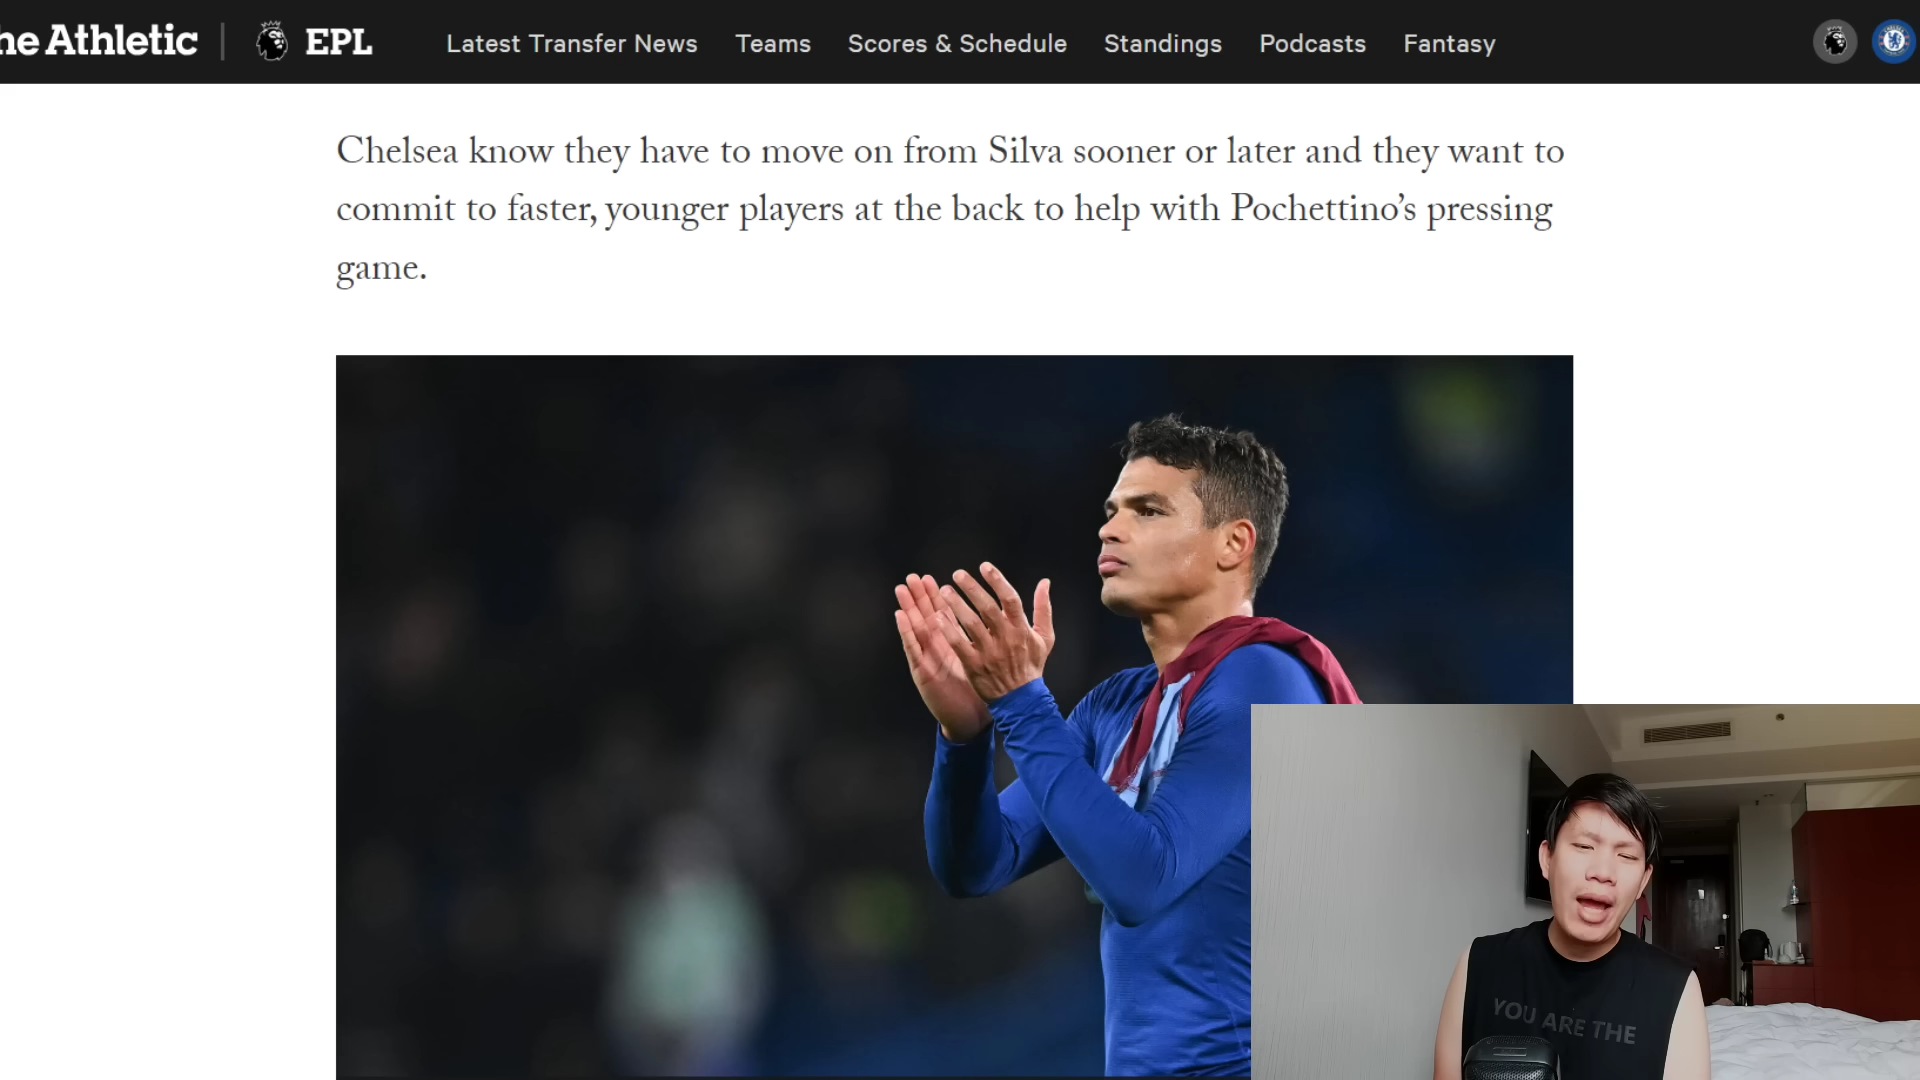 he Athletic
EPL
Latest Transfer News
Teams
Scores & Schedule
Standings
Podcasts
Fantasy
Chelsea know they have to move on from Silva sooner or later and they want to
commit to faster, younger players at the back to help with Pochettino’s pressing
game.
YOU ARE THE